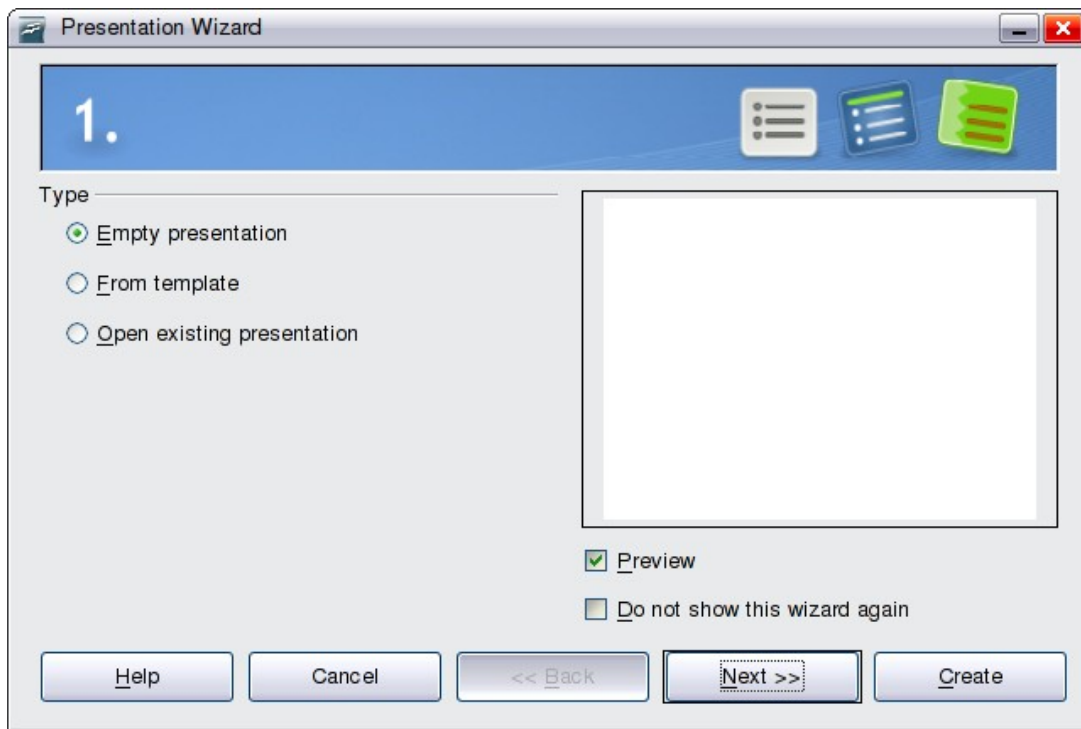 Presentation Wizard
1.
Type
Empty presentation
From template
Open existing presentation
Preview
Do not show this wizard again
Help
Cancel
<< Back
Next >>
Create